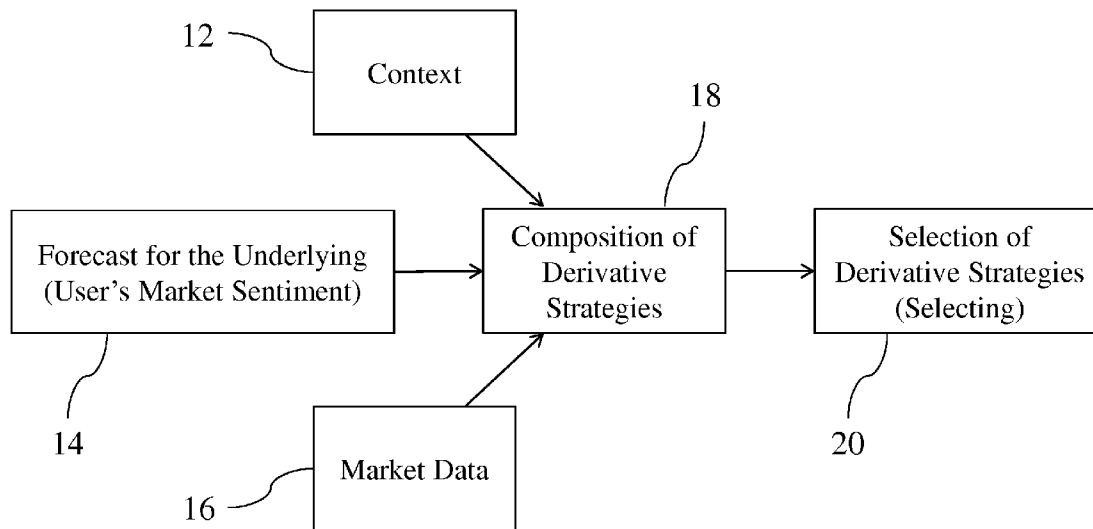 12
Context
18
Forecast for the Underlying
(User's Market Sentiment)
Composition of
Derivative
Strategies
Selection of
Derivative Strategies
(Selecting)
14
20
16
Market Data